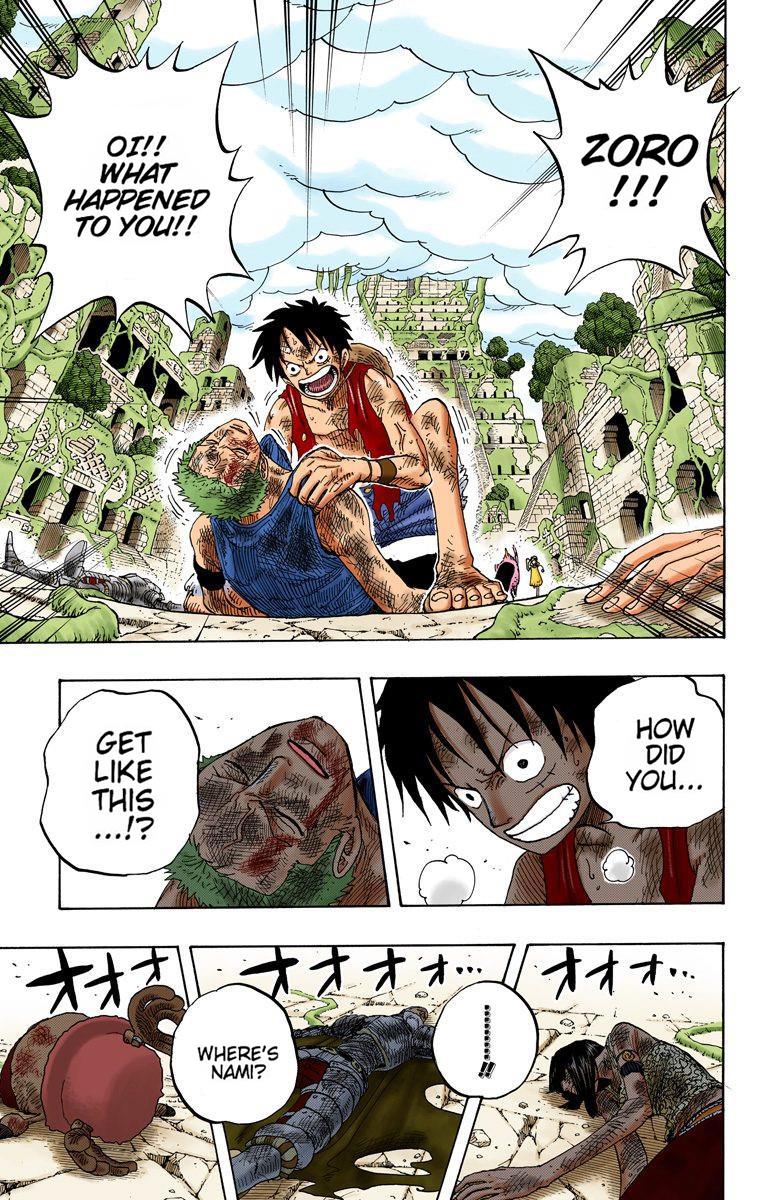 ZORO
!!!
OI!!
WHAT
HAPPENED
TO YOU!!
HOW
DID
YOU...
GET
LIKE
THIS
...!?
オオオ…
...........!!
オオオオ…
WHERE'S
NAMI?
オオオ